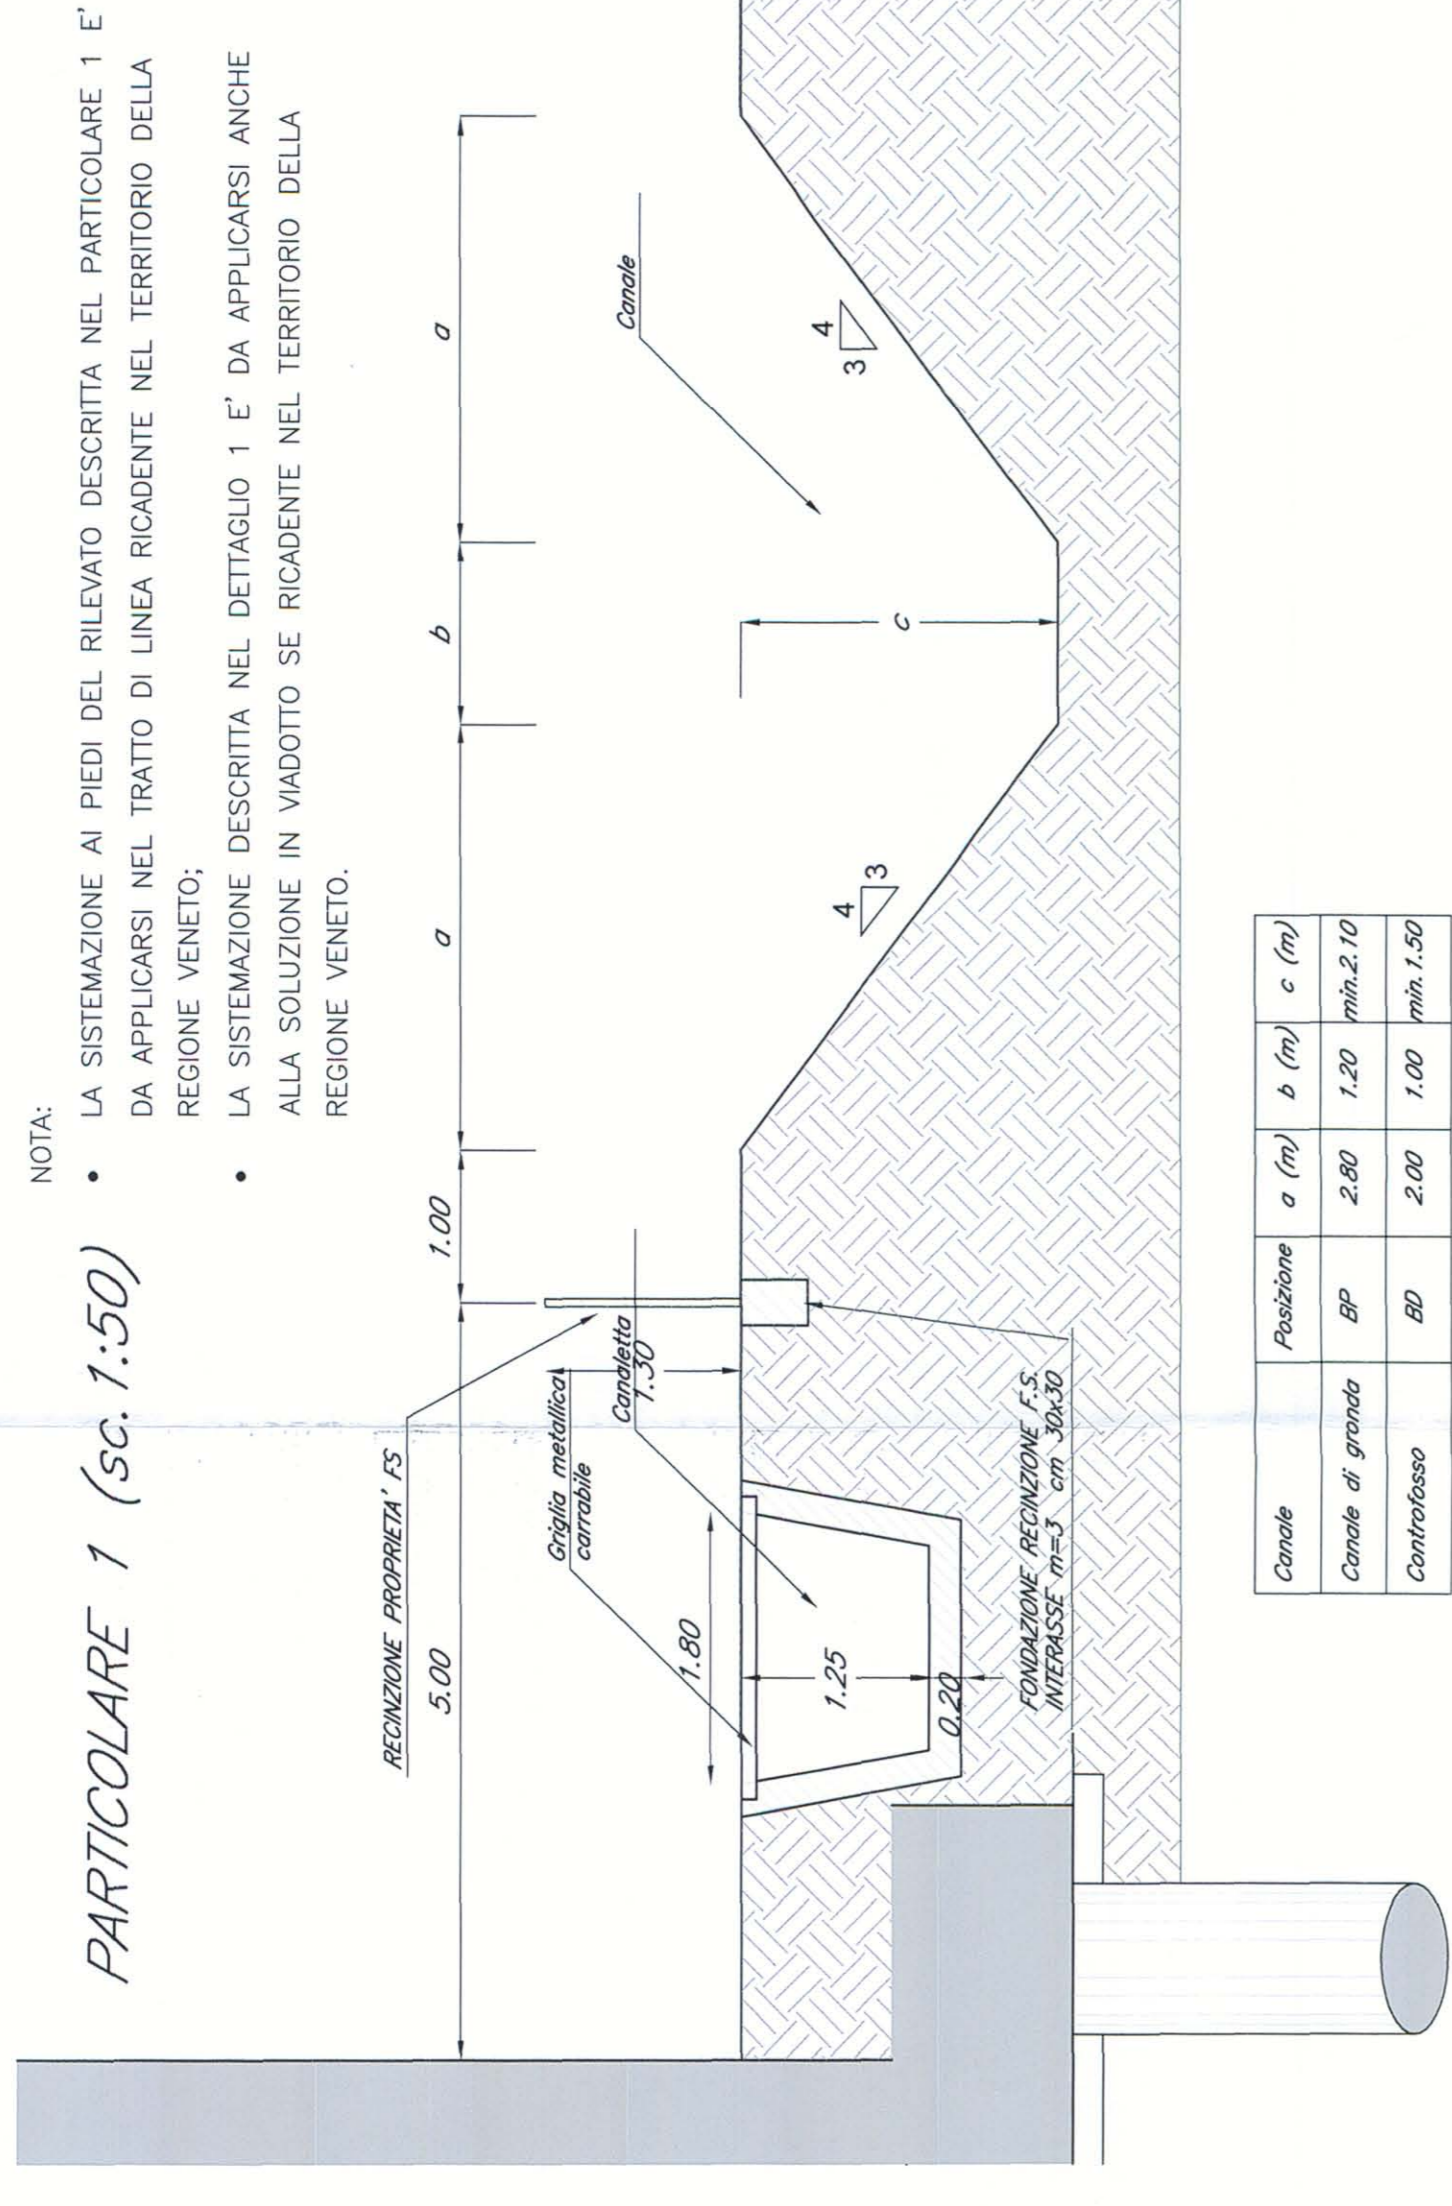 PARTICOLARE 1 (sc. 1:50)
NOTA:
• LA SISTEMAZIONE AI PIEDI DEL RILEVATO DESCRITTA NEL PARTICOLARE 1 E'
DA APPLICARSI NEL TRATTO DI LINEA RICADENTE NEL TERRITORIO DELLA
REGIONE VENETO;
• LA SISTEMAZIONE DESCRITTA NEL DETTAGLIO 1 E' DA APPLICARSI ANCHE
ALLA SOLUZIONE IN VIADOTTO SE RICADENTE NEL TERRITORIO DELLA
REGIONE VENETO.
RECINZIONE PROPRIETA' FS
5.00
1.00
a
b
a
Griglia metallica
carrabile
Canaletta
1.30
Canale
1.80
1.25
0.20
4
3
c
4
3
FONDAZIONE RECINZIONE F.S.
INTERASSE m=3 cm 30x30
Canale Posizione a (m) b (m) c (m)
Canale di gronda BP 2.80 1.20 min.2.10
Controfosso BD 2.00 1.00 min.1.50